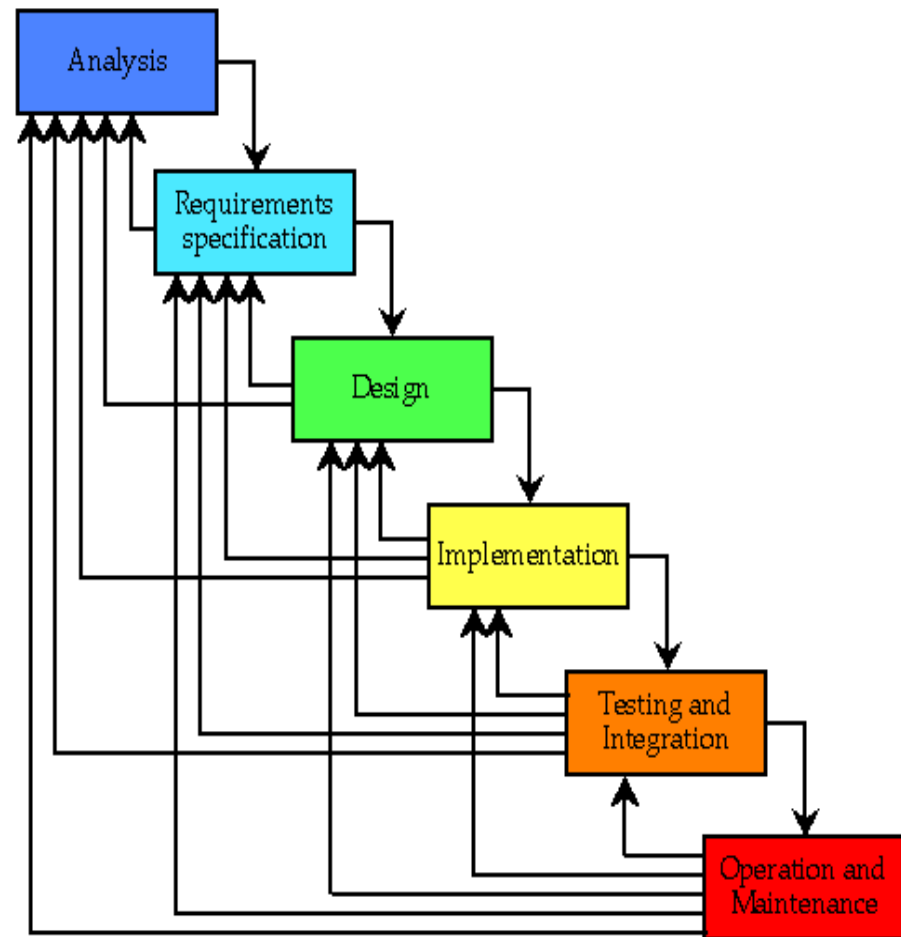 Analysis
Requirements
specification
Design
Implementation
Testing and
Integration
Operation and
Maintenance